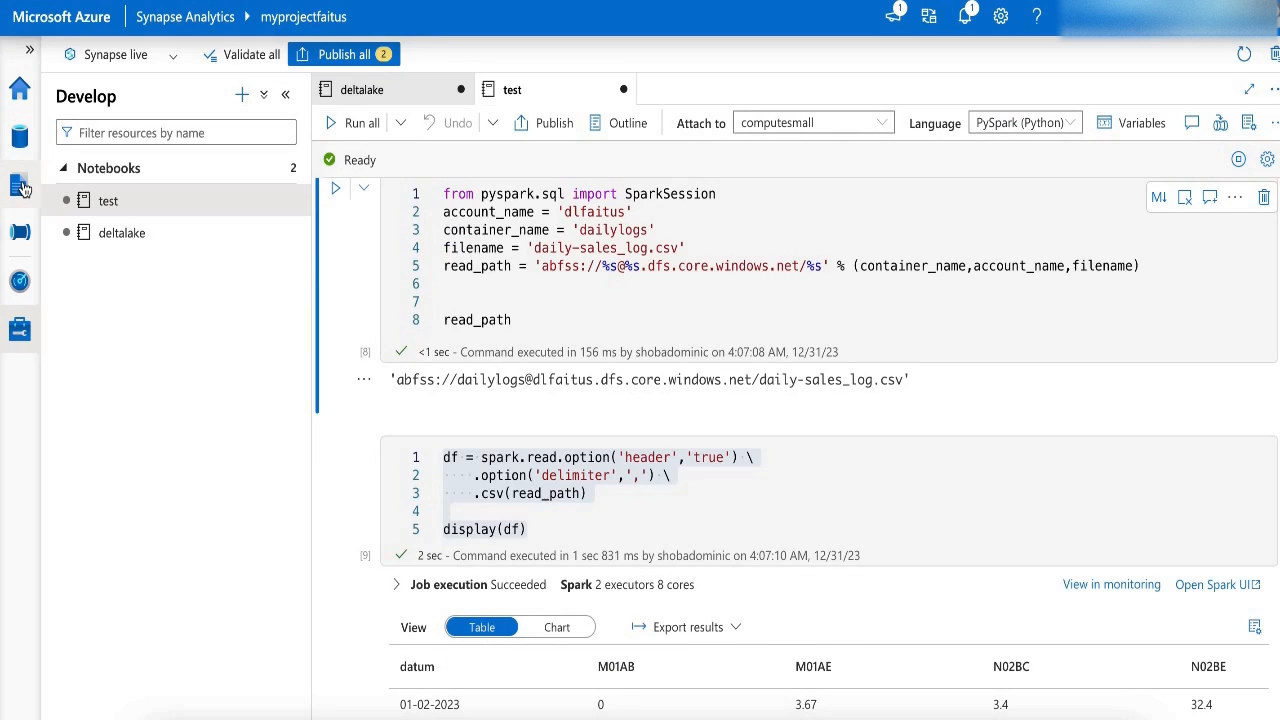 Microsoft Azure Synapse Analytics myprojectfaitus 1 1 ?
» Synapse live Validate all Publish all 2
Develop
Filter resources by name
Notebooks 2
test
deltalake
deltalake test
Run all Undo Publish Outline Attach to computesmall Language PySpark (Python) Variables
Ready
1 from pyspark.sql import SparkSession
2 account_name = 'dlfaitus'
3 container_name = 'dailylogs'
4 filename = 'daily-sales_log.csv'
5 read_path = 'abfss://%s@%s.dfs.core.windows.net/%s' % (container_name,account_name,filename)
6
7
8 read_path
M↓
[8] <1 sec - Command executed in 156 ms by shobadominic on 4:07:08 AM, 12/31/23
'abfss://dailylogs@dlfaitus.dfs.core.windows.net/daily-sales_log.csv'
1 df = spark.read.option('header','true') \
2 ····.option('delimiter',',') \
3 ····.csv(read_path)
4
5 display(df)
[9] 2 sec - Command executed in 1 sec 831 ms by shobadominic on 4:07:10 AM, 12/31/23
Job execution Succeeded Spark 2 executors 8 cores View in monitoring Open Spark UI
View Table Chart Export results
datum M01AB M01AE N02BC N02BE
01-02-2023 0 3.67 3.4 32.4